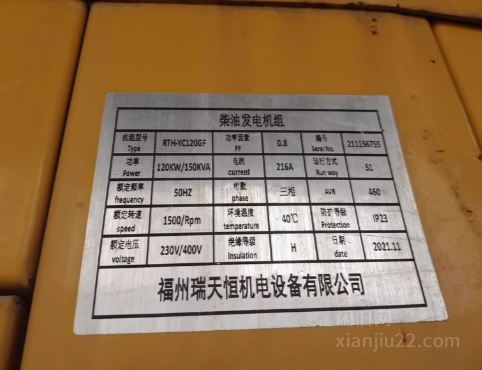 柴油发电机组
机组型号 Type RTH-YC120GF 功率因素 PF 0.8 编号 Seral No. 211156755
功率 Power 120KW/150KVA 电流 current 216A 运行方式 Run way S1
额定频率 frequency 50HZ 相数 phase 三相 AVR 460
额定转速 speed 1500/Rpm 环境温度 temperature 40℃ 防护等级 Protection IP23
额定电压 voltage 230V/400V 绝缘等级 Insulation H 日期 date 2021.11
福州瑞天恒机电设备有限公司
xianjiu22.com